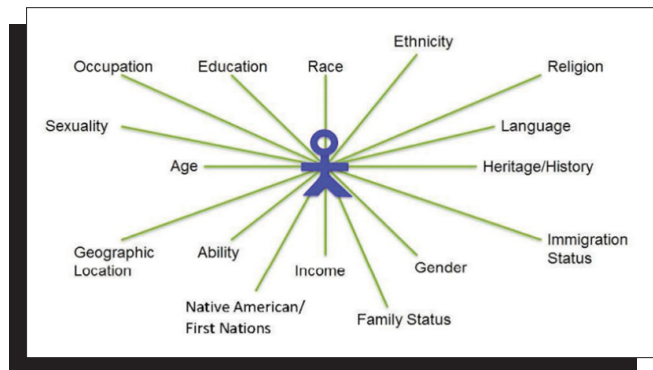 Ethnicity
Occupation
Education
Race
Religion
Sexuality
Language
Age
Heritage/History
Geographic
Location
Ability
Income
Gender
Immigration
Status
Native American/
First Nations
Family Status